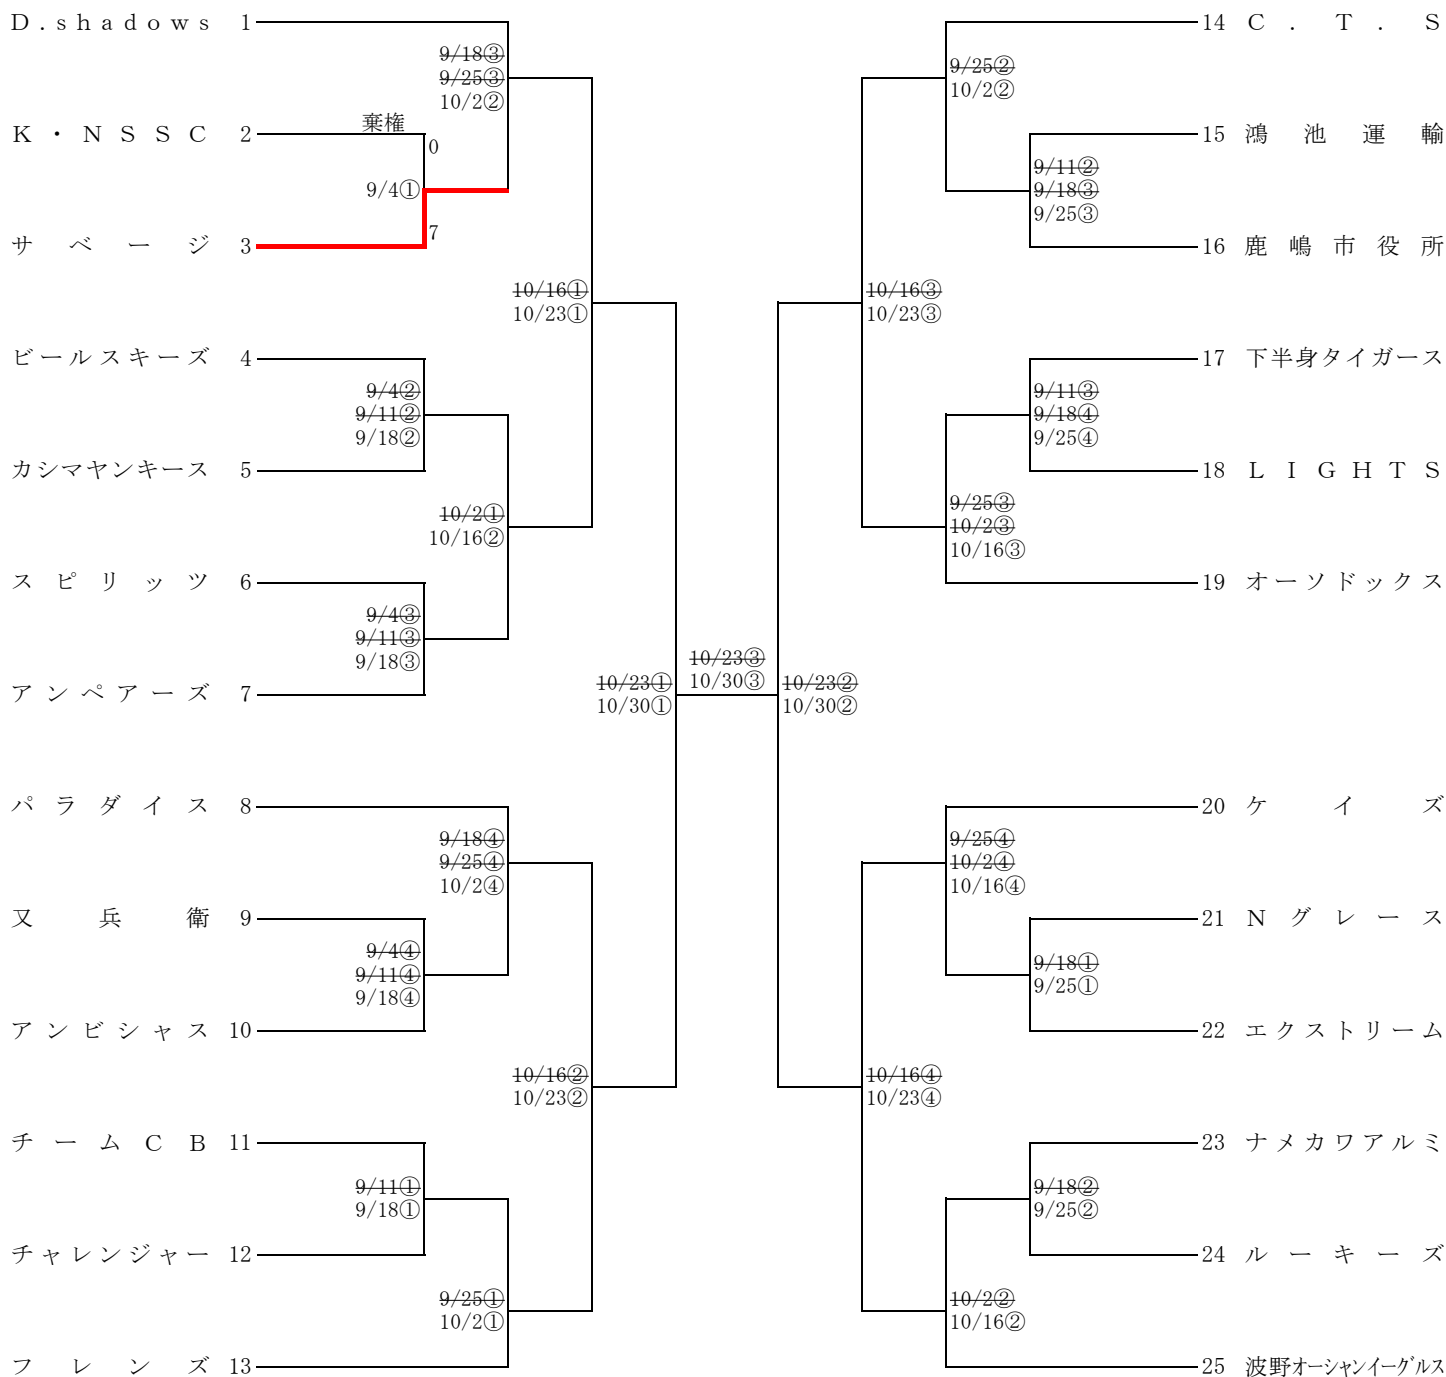 D.shadows 1
9/18③
9/25③
10/2②
棄権
K・NSSC 2
0
9/4①
7
サベージ 3
10/16①
10/23①
ビールスキーズ 4
9/4②
9/11②
9/18②
カシマヤンキース 5
10/2①
10/16②
スピリッツ 6
9/4③
9/11③
9/18③
アンペアーズ 7
10/23①
10/30①
10/23③
10/30③
パラダイス 8
9/18④
9/25④
10/2④
又兵衛 9
9/4④
9/11④
9/18④
アンビシャス 10
10/16②
10/23②
チームCB 11
9/11①
9/18①
チャレンジャー 12
9/25①
10/2①
フレンズ 13
14 C.T.S
9/25②
10/2②
15 鴻池運輸
9/11②
9/18③
9/25③
16 鹿嶋市役所
10/16③
10/23③
17 下半身タイガース
9/11③
9/18④
9/25④
18 LIGHTS
9/25③
10/2③
10/16③
19 オーソドックス
10/23②
10/30②
20 ケイズ
9/25④
10/2④
10/16④
21 Nグレース
9/18①
9/25①
22 エクストリーム
10/16④
10/23④
23 ナメカワアルミ
9/18②
9/25②
24 ルーキーズ
10/2②
10/16②
25 波野オーシャンイーグルス